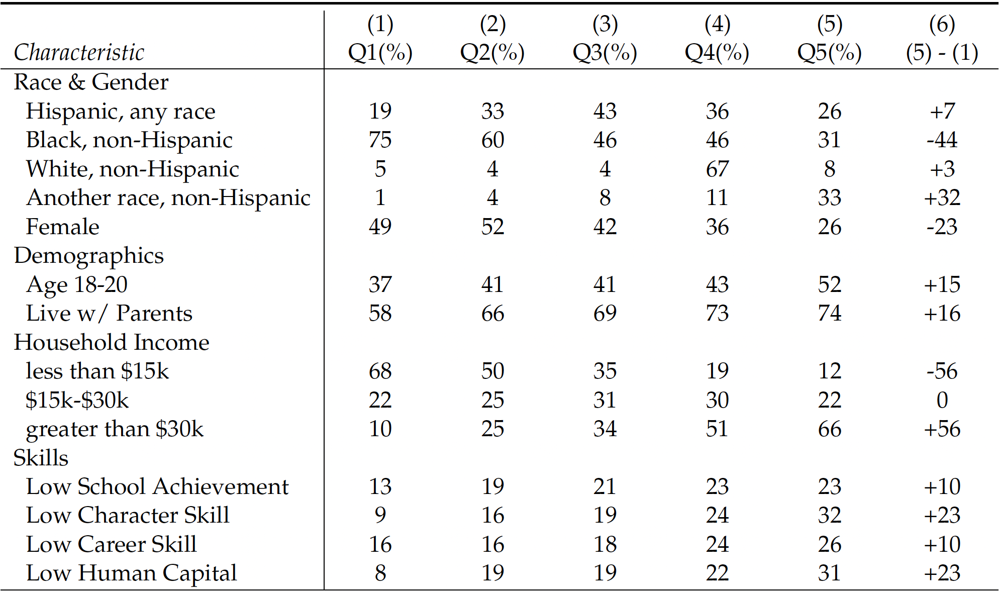 (1) (2) (3) (4) (5) (6)
Characteristic Q1(%) Q2(%) Q3(%) Q4(%) Q5(%) (5) - (1)
Race & Gender
Hispanic, any race 19 33 43 36 26 +7
Black, non-Hispanic 75 60 46 46 31 -44
White, non-Hispanic 5 4 4 67 8 +3
Another race, non-Hispanic 1 4 8 11 33 +32
Female 49 52 42 36 26 -23
Demographics
Age 18-20 37 41 41 43 52 +15
Live w/ Parents 58 66 69 73 74 +16
Household Income
less than $15k 68 50 35 19 12 -56
$15k-$30k 22 25 31 30 22 0
greater than $30k 10 25 34 51 66 +56
Skills
Low School Achievement 13 19 21 23 23 +10
Low Character Skill 9 16 19 24 32 +23
Low Career Skill 16 16 18 24 26 +10
Low Human Capital 8 19 19 22 31 +23